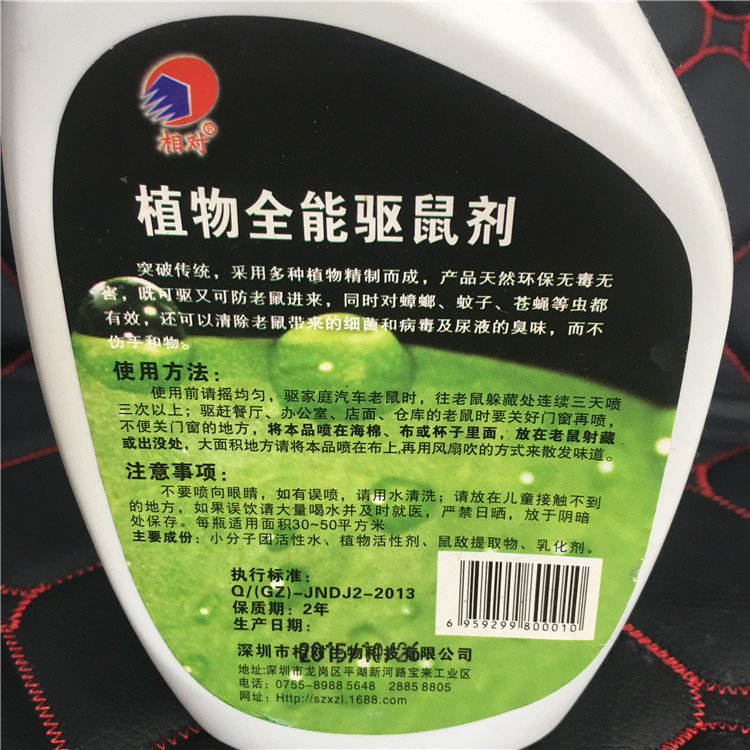 相对®
植物全能驱鼠剂
突破传统，采用多种植物精制而成，产品天然环保无毒无
害，既可驱又可防老鼠进来，同时对蟑螂、蚊子、苍蝇等虫都
有效，还可以清除老鼠带来的细菌和病毒及尿液的臭味，而不
伤手和物。
使用方法：
使用前请摇均匀，驱家庭汽车老鼠时，往老鼠躲藏处连续三天喷
三次以上；驱赶餐厅、办公室、店面、仓库的老鼠时要关好门窗再喷，
不便关门窗的地方，将本品喷在海棉、布或杯子里面，放在老鼠射藏
或出没处，大面积地方请将本品喷在布上，再用风扇吹的方式来散发味道。
注意事项：
不要喷向眼睛，如有误喷，请用水清洗；请放在儿童接触不到
的地方，如果误饮请大量喝水并及时就医，严禁日晒，放于阴暗
处保存。每瓶适用面积30~50平方米
主要成份：小分子团活性水、植物活性剂、鼠敌提取物、乳化剂。
执行标准：
Q/(GZ)-JNDJ2-2013
保质期：2年
生产日期：
2015/10/26
深圳市相对生物科技有限公司
地址:深圳市龙岗区平湖新河路宝来工业区
电话：0755-8988 5648 2885 8805
网址：Http://szxzl.1688.com
6 959299 800010